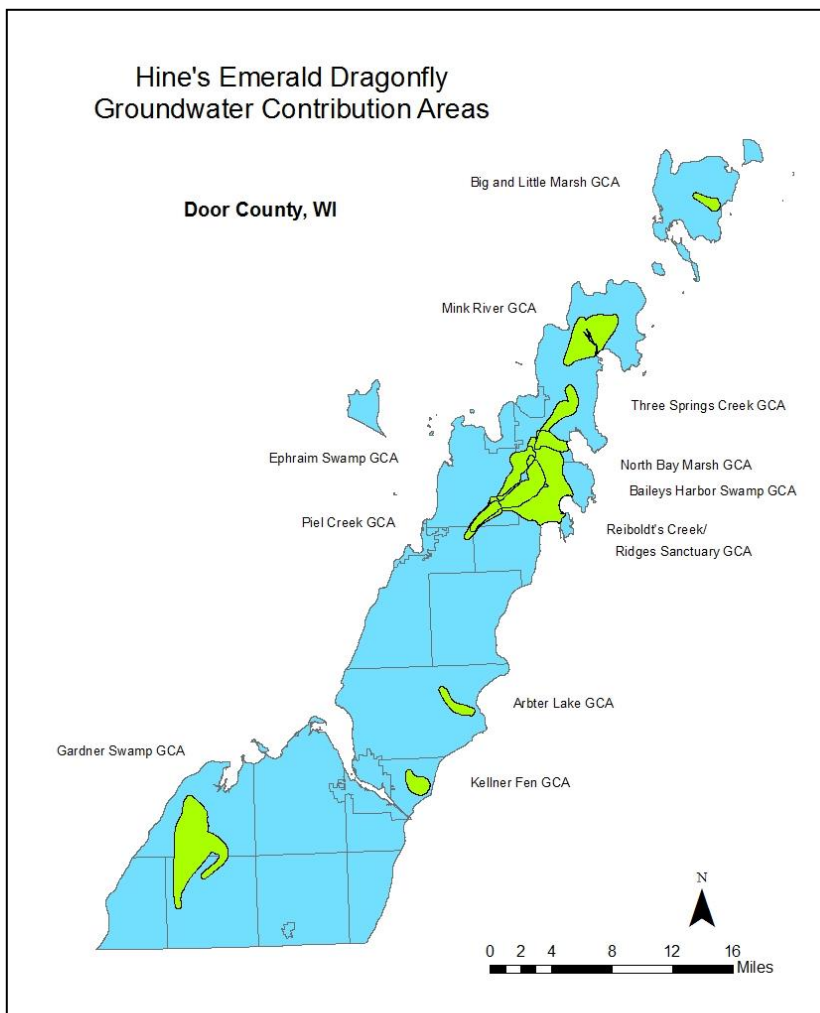 Hine's Emerald Dragonfly
Groundwater Contribution Areas
Door County, WI
Big and Little Marsh GCA
Mink River GCA
Three Springs Creek GCA
Ephraim Swamp GCA
North Bay Marsh GCA
Baileys Harbor Swamp GCA
Piel Creek GCA
Reiboldt's Creek/
Ridges Sanctuary GCA
Arbter Lake GCA
Gardner Swamp GCA
Kellner Fen GCA
N
0 2 4 8 12 16
Miles